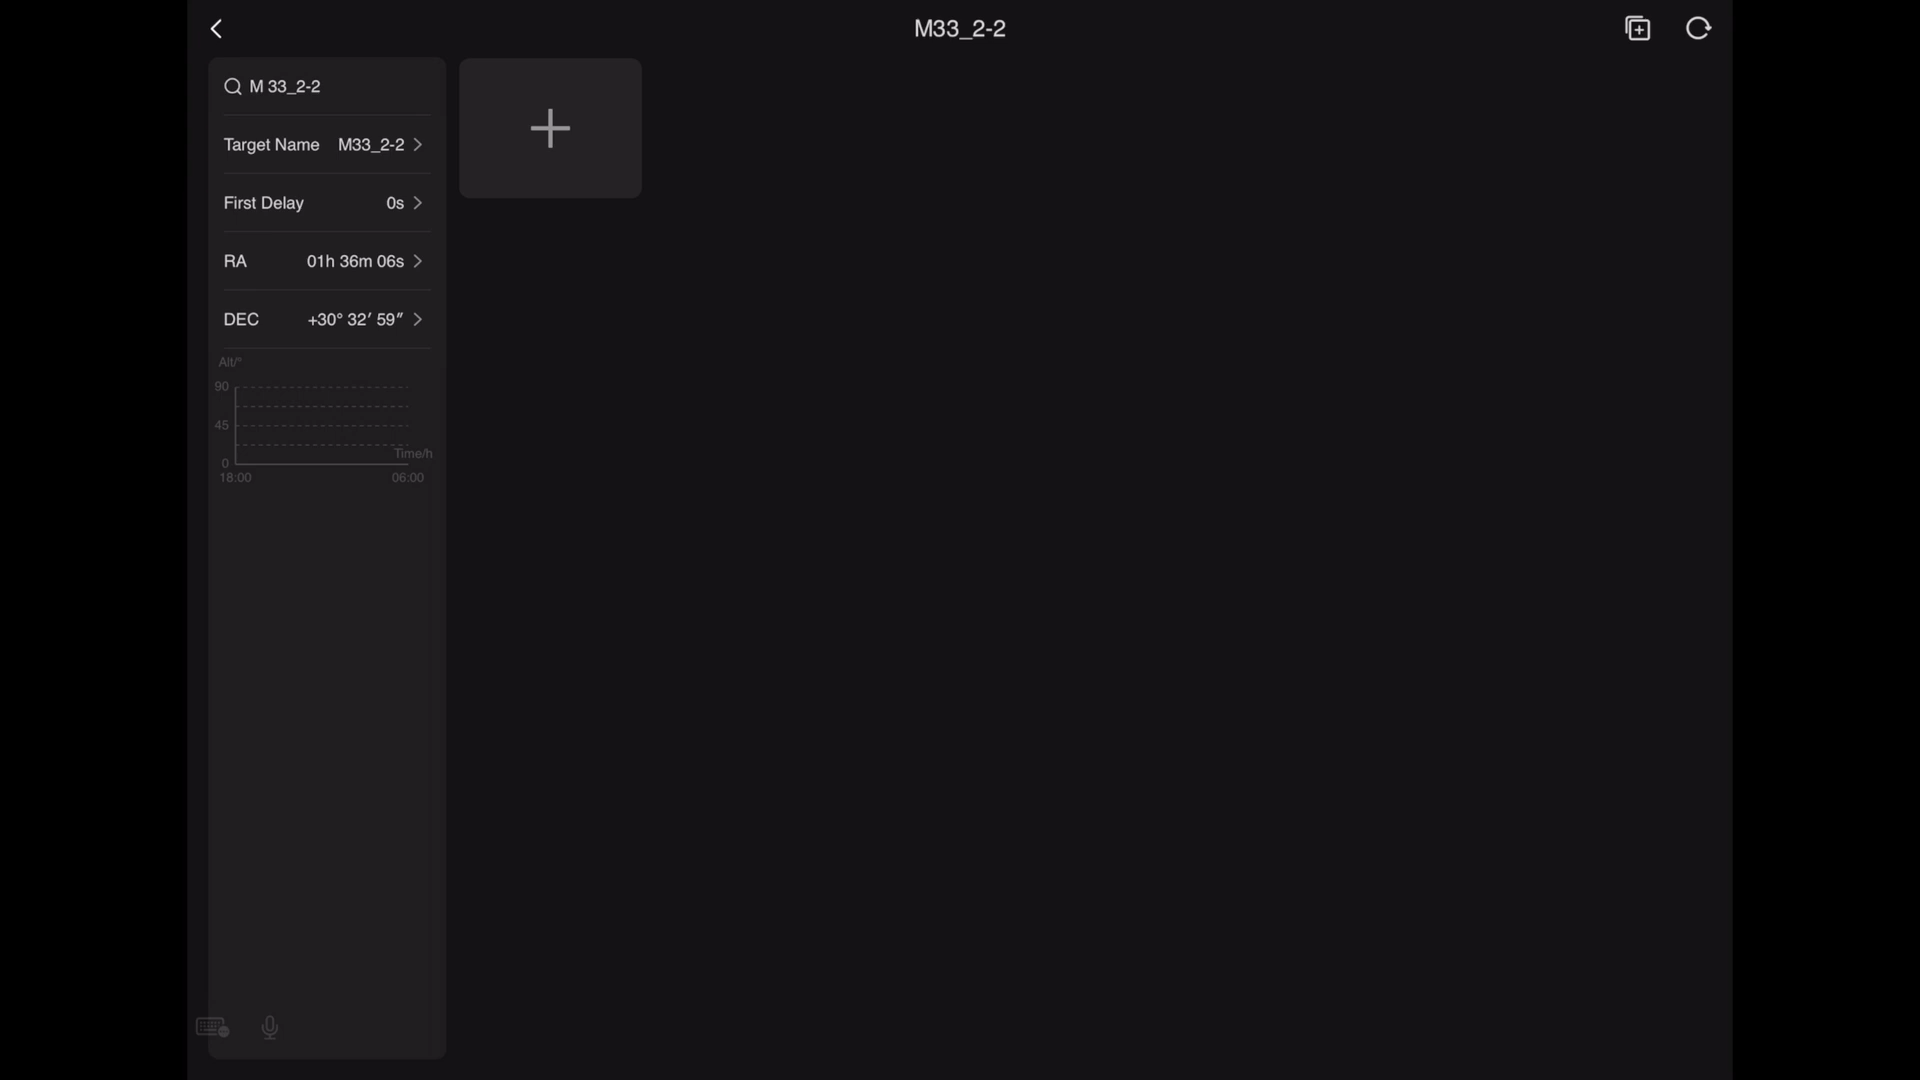 M33_2-2
M 33_2-2
Target Name M33_2-2
First Delay 0s
RA 01h 36m 06s
DEC +30° 32′ 59″
Alt/°
90
45
0
Time/h
18:00 06:00